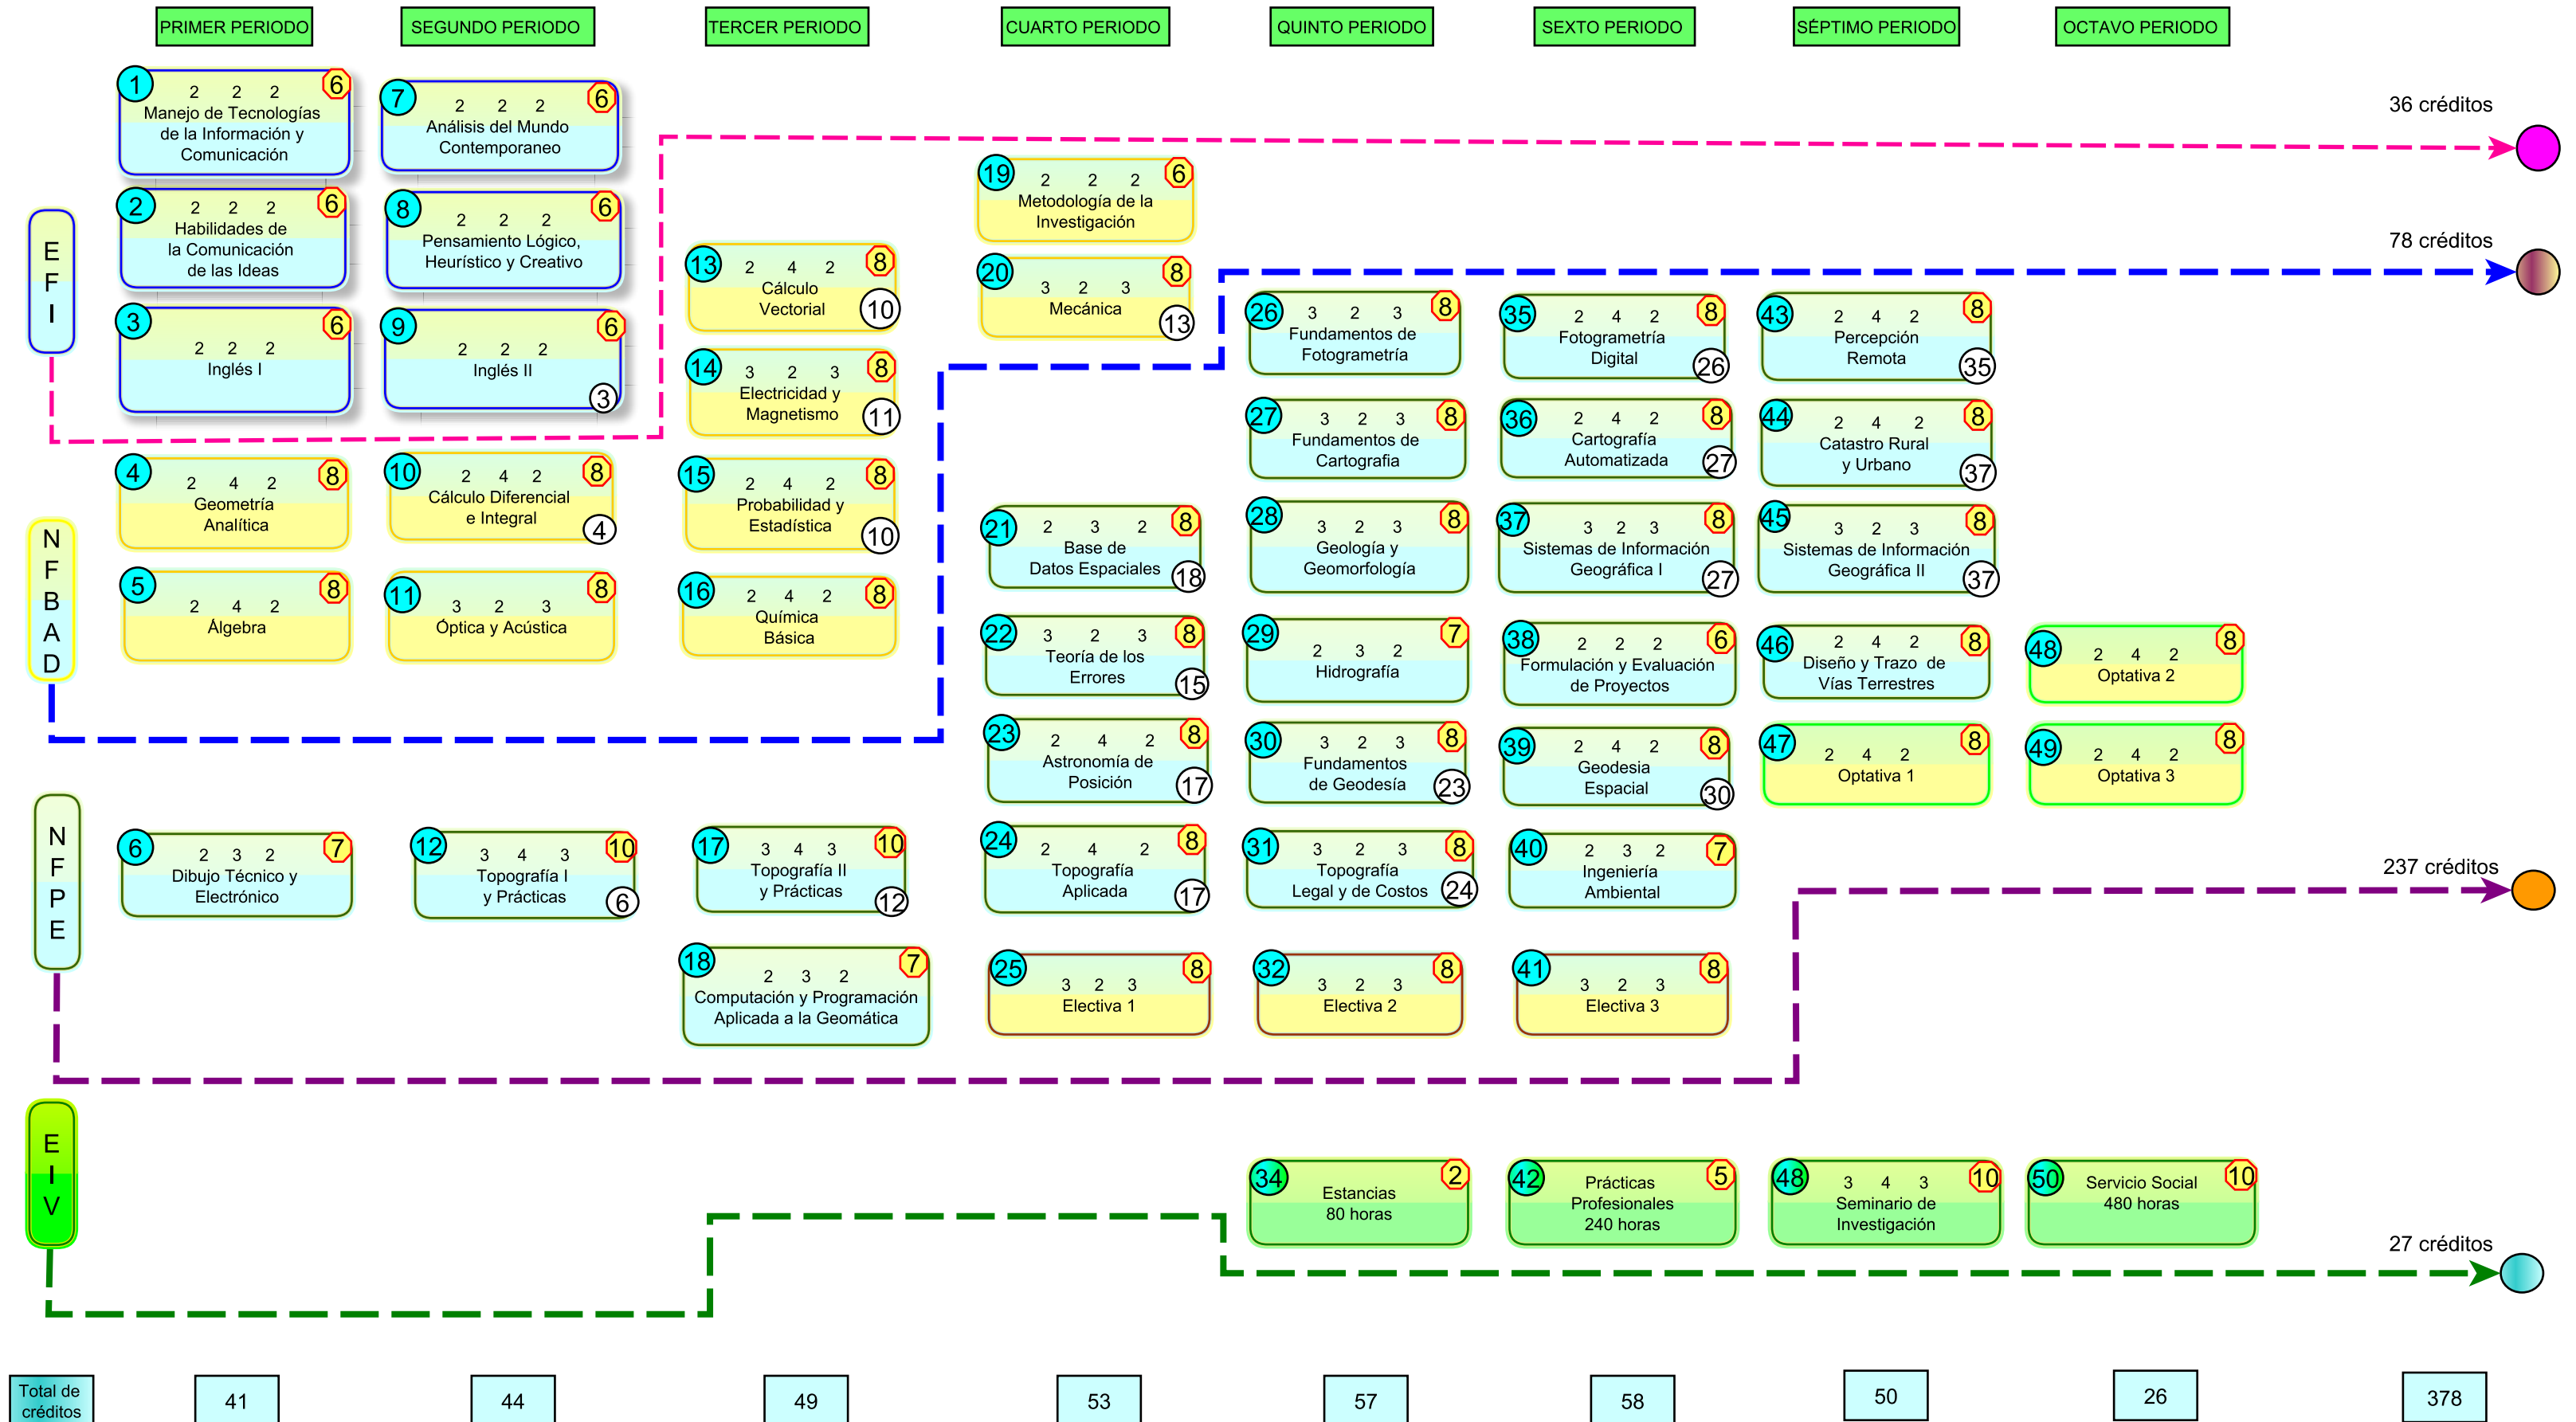 PRIMER PERIODO
SEGUNDO PERIODO
TERCER PERIODO
CUARTO PERIODO
QUINTO PERIODO
SEXTO PERIODO
SÉPTIMO PERIODO
OCTAVO PERIODO
E
F
I
N
F
B
A
D
N
F
P
E
E
I
V
1
6
2 2 2
Manejo de Tecnologías
de la Información y
Comunicación
2
6
2 2 2
Habilidades de
la Comunicación
de las Ideas
3
6
2 2 2
Inglés I
4
8
2 4 2
Geometría
Analítica
5
8
2 4 2
Álgebra
6
7
2 3 2
Dibujo Técnico y
Electrónico
7
6
2 2 2
Análisis del Mundo
Contemporaneo
8
6
2 2 2
Pensamiento Lógico,
Heurístico y Creativo
9
6
2 2 2
Inglés II
3
10
8
2 4 2
Cálculo Diferencial
e Integral
4
11
8
3 2 3
Óptica y Acústica
12
10
3 4 3
Topografía I
y Prácticas
6
13
8
2 4 2
Cálculo
Vectorial
10
14
8
3 2 3
Electricidad y
Magnetismo
11
15
8
2 4 2
Probabilidad y
Estadística
10
16
8
2 4 2
Química
Básica
17
10
3 4 3
Topografía II
y Prácticas
12
18
7
2 3 2
Computación y Programación
Aplicada a la Geomática
19
6
2 2 2
Metodología de la
Investigación
20
8
3 2 3
Mecánica
13
21
8
2 3 2
Base de
Datos Espaciales
18
22
8
3 2 3
Teoría de los
Errores
15
23
8
2 4 2
Astronomía de
Posición
17
24
8
2 4 2
Topografía
Aplicada
17
25
8
3 2 3
Electiva 1
26
8
3 2 3
Fundamentos de
Fotogrametría
27
8
3 2 3
Fundamentos de
Cartografia
28
8
3 2 3
Geología y
Geomorfología
29
7
2 3 2
Hidrografía
30
8
3 2 3
Fundamentos
de Geodesía
23
31
8
3 2 3
Topografía
Legal y de Costos
24
32
8
3 2 3
Electiva 2
34
2
Estancias
80 horas
35
8
2 4 2
Fotogrametría
Digital
26
36
8
2 4 2
Cartografía
Automatizada
27
37
8
3 2 3
Sistemas de Información
Geográfica I
27
38
6
2 2 2
Formulación y Evaluación
de Proyectos
39
8
2 4 2
Geodesia
Espacial
30
40
7
2 3 2
Ingeniería
Ambiental
41
8
3 2 3
Electiva 3
42
5
Prácticas
Profesionales
240 horas
43
8
2 4 2
Percepción
Remota
35
44
8
2 4 2
Catastro Rural
y Urbano
37
45
8
3 2 3
Sistemas de Información
Geográfica II
37
46
8
2 4 2
Diseño y Trazo de
Vías Terrestres
47
8
2 4 2
Optativa 1
48
10
3 4 3
Seminario de
Investigación
48
8
2 4 2
Optativa 2
49
8
2 4 2
Optativa 3
50
10
Servicio Social
480 horas
36 créditos
78 créditos
237 créditos
27 créditos
Total de
créditos
41
44
49
53
57
58
50
26
378